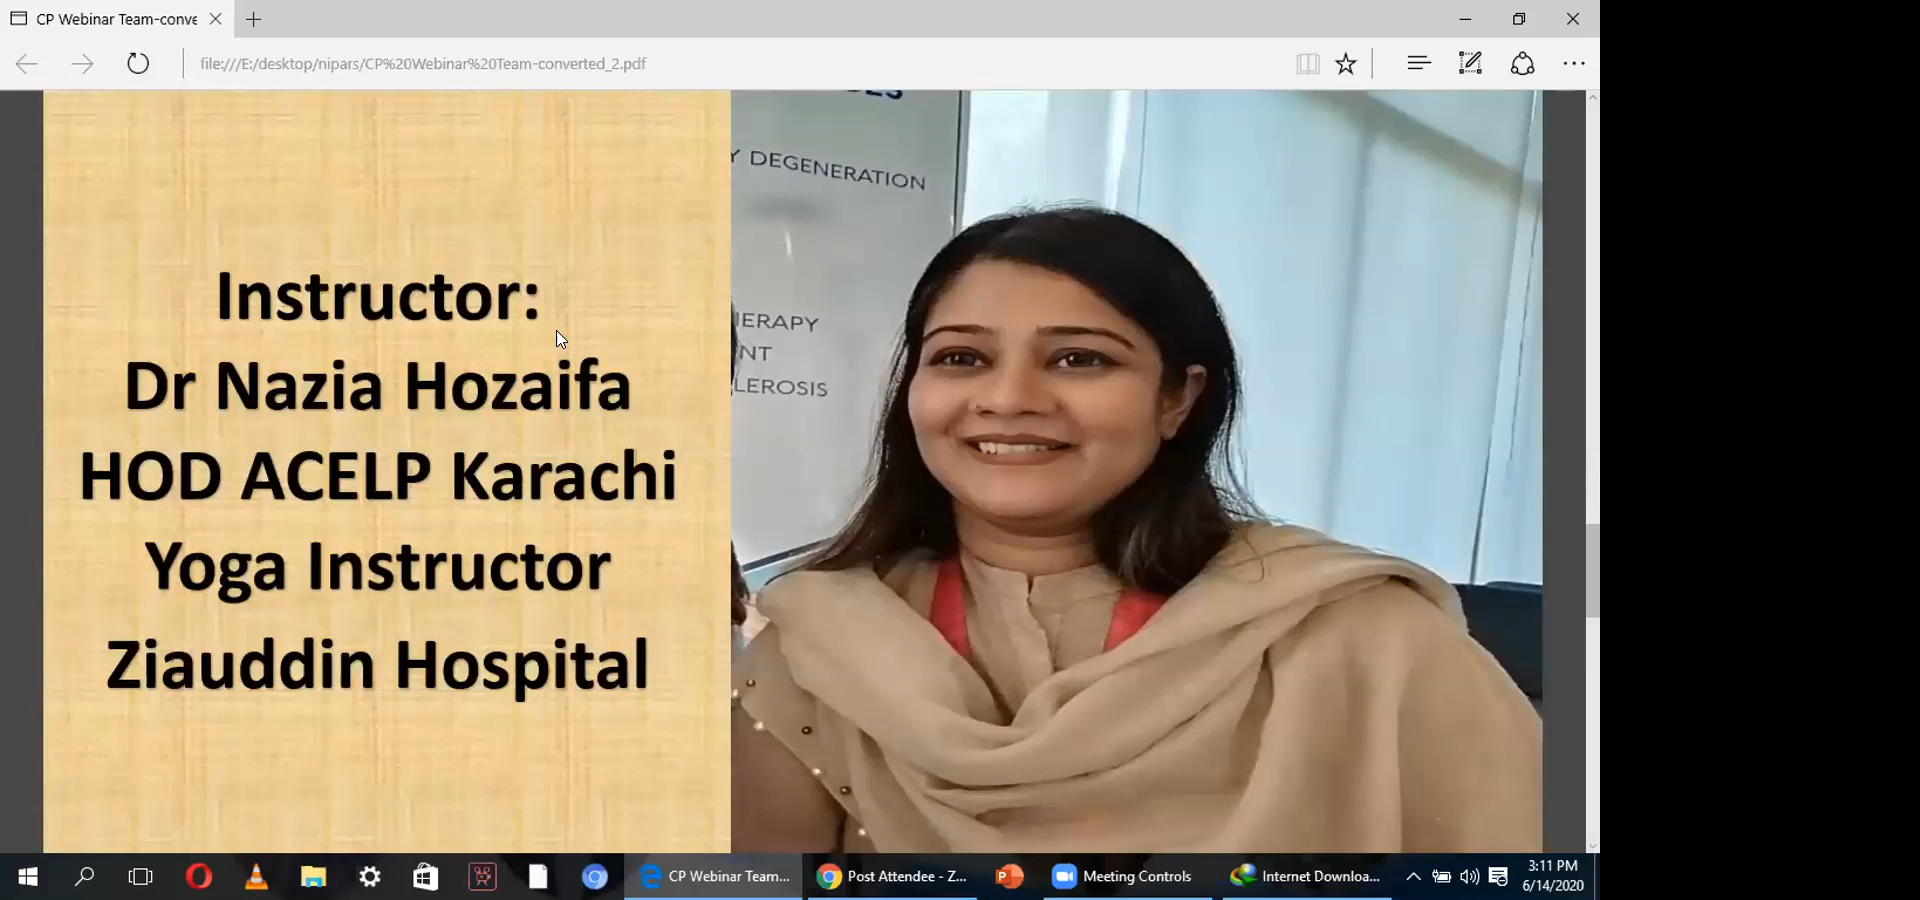 CP Webinar Team-conve
file:///E:/desktop/nipars/CP%20Webinar%20Team-converted_2.pdf
Instructor:
Dr Nazia Hozaifa
HOD ACELP Karachi
Yoga Instructor
Ziauddin Hospital
Y DEGENERATION
HERAPY
NT
LEROSIS
CP Webinar Team...
Post Attendee - Z...
Meeting Controls
Internet Downloa...
3:11 PM
6/14/2020